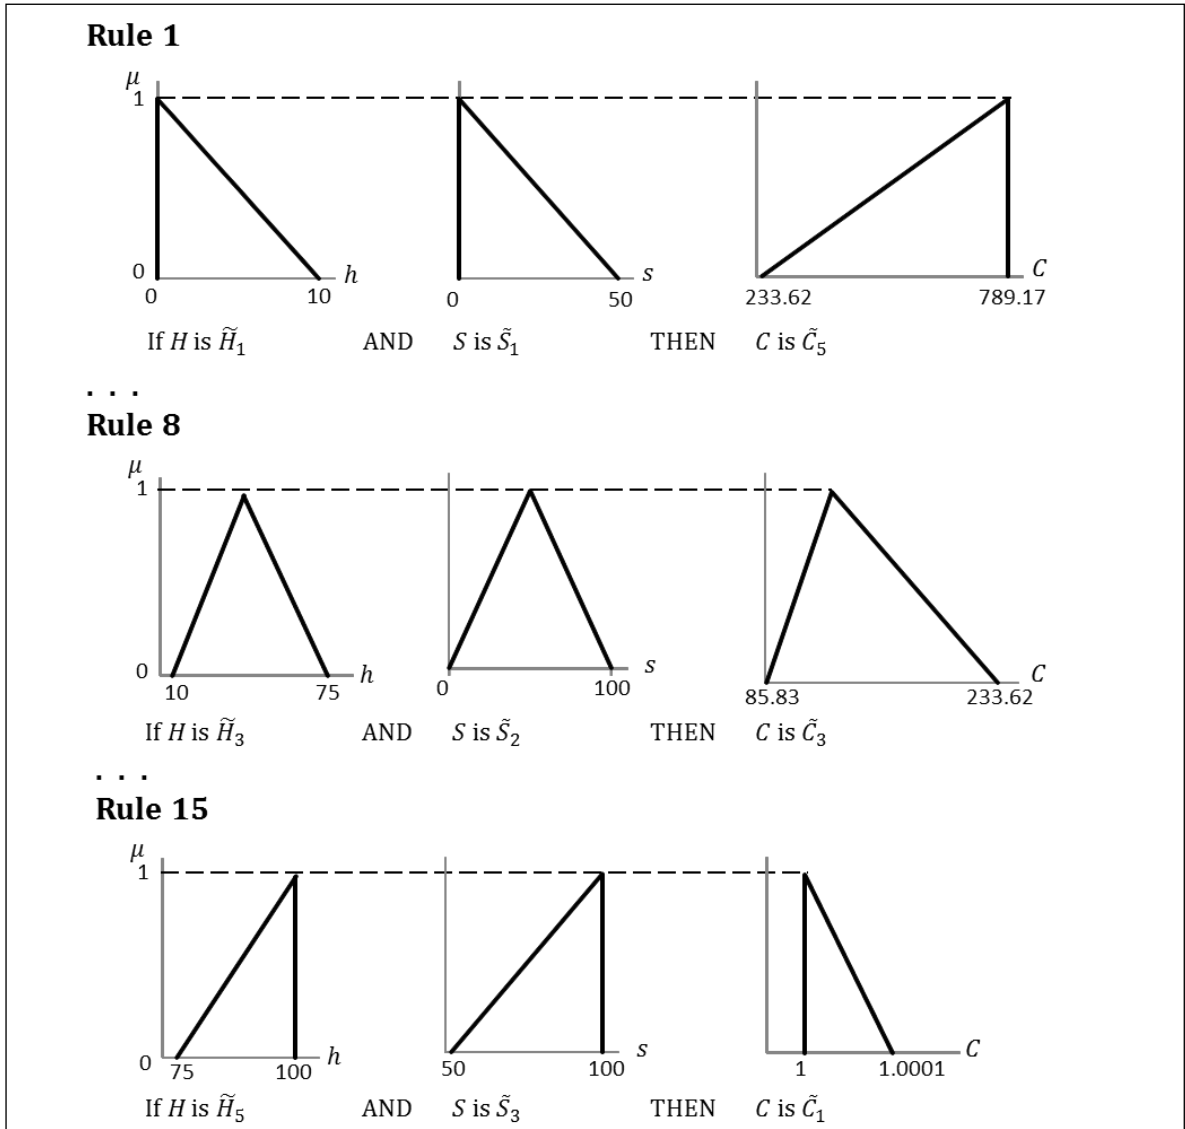 Rule 1
μ
1
0 h s C
0 10 0 50 233.62 789.17
If H is H̃₁ AND S is S̃₁ THEN C is C̃₅
. . .
Rule 8
μ
1
0 h s C
10 75 0 100 85.83 233.62
If H is H̃₃ AND S is S̃₂ THEN C is C̃₃
. . .
Rule 15
μ
1
0 h s C
75 100 50 100 1 1.0001
If H is H̃₅ AND S is S̃₃ THEN C is C̃₁